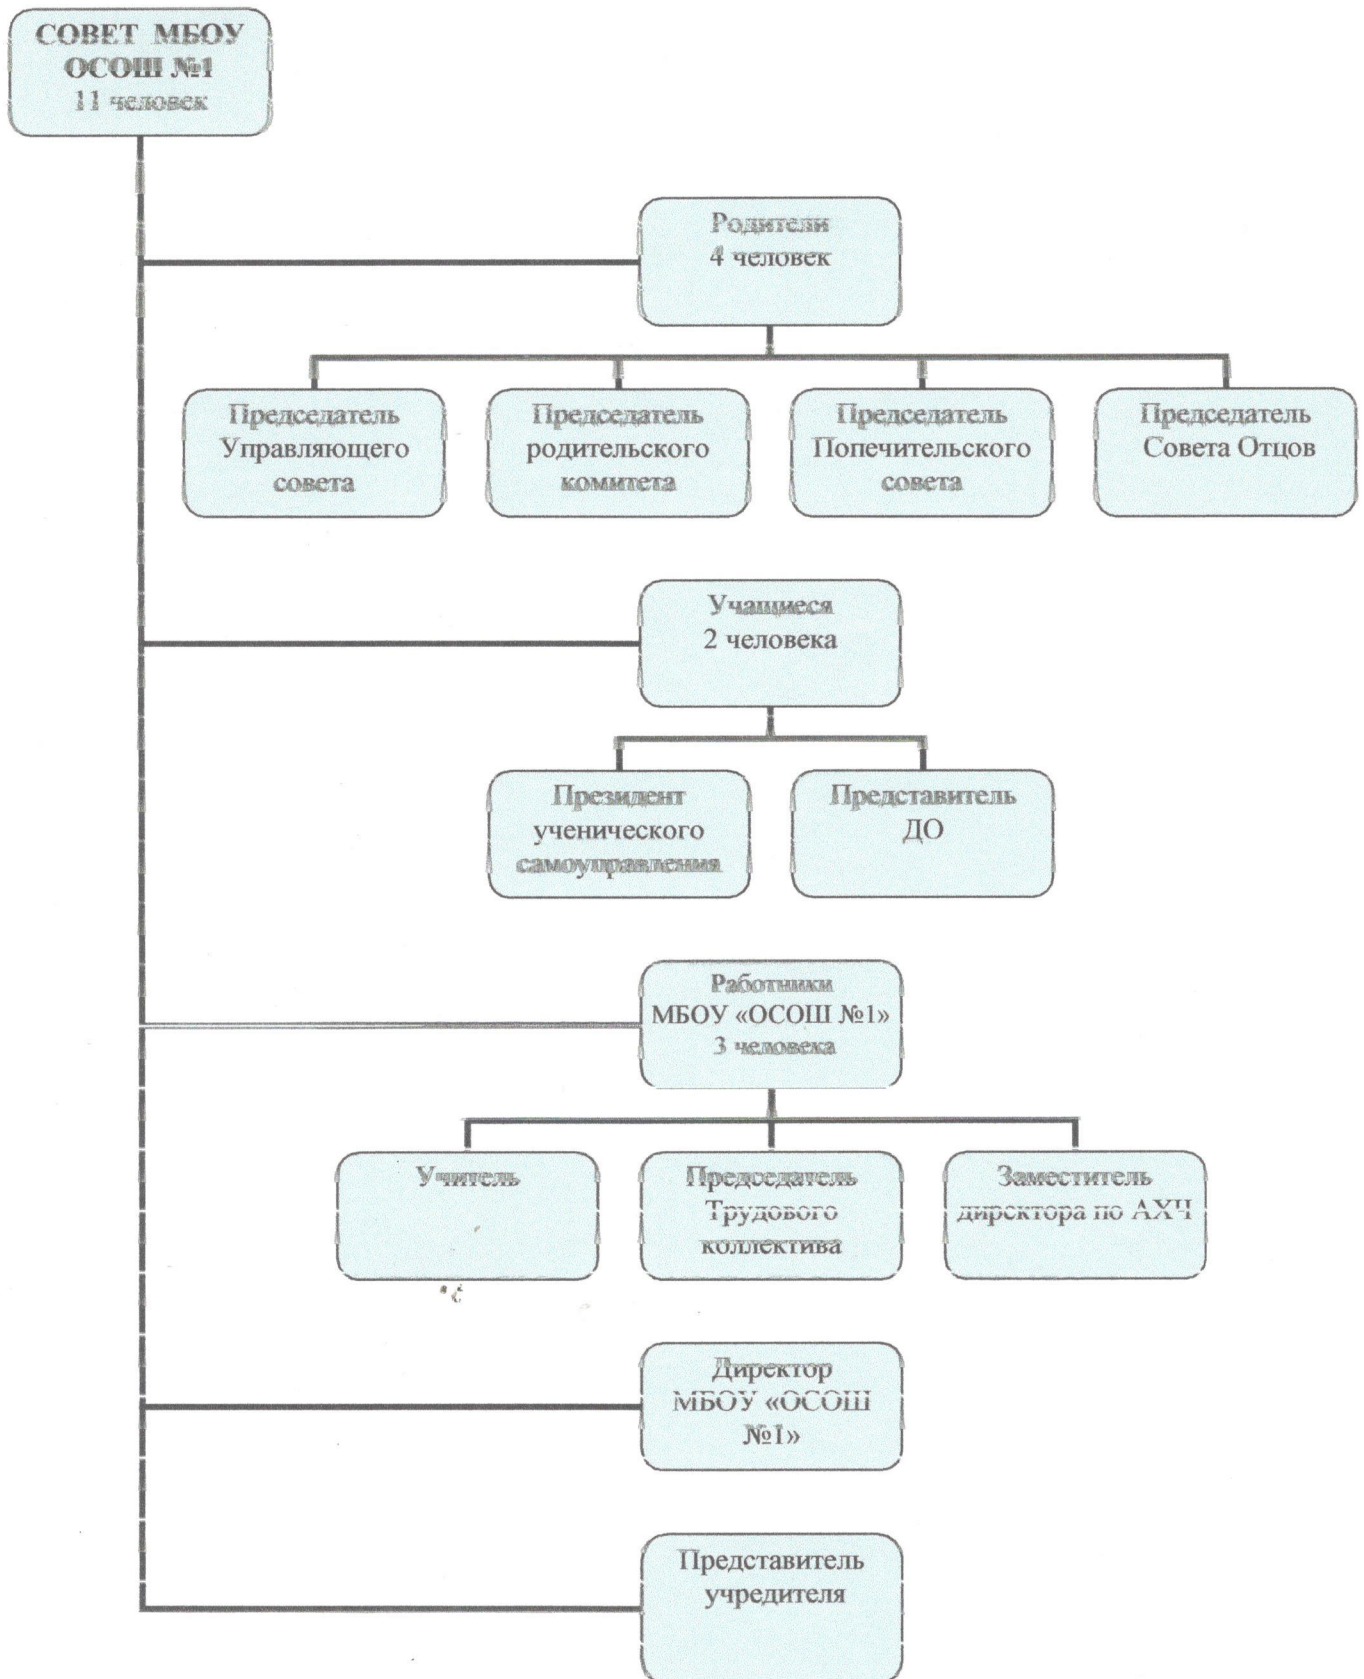 СОВЕТ МБОУ
ОСОШ №1
11 человек
Родители
4 человек
Председатель
Управляющего
совета
Председатель
родительского
комитета
Председатель
Попечительского
совета
Председатель
Совета Отцов
Учащиеся
2 человека
Президент
ученического
самоуправления
Представитель
ДО
Работники
МБОУ «ОСОШ №1»
3 человека
Учитель
Председатель
Трудового
коллектива
Заместитель
директора по АХЧ
Директор
МБОУ «ОСОШ
№1»
Представитель
учредителя